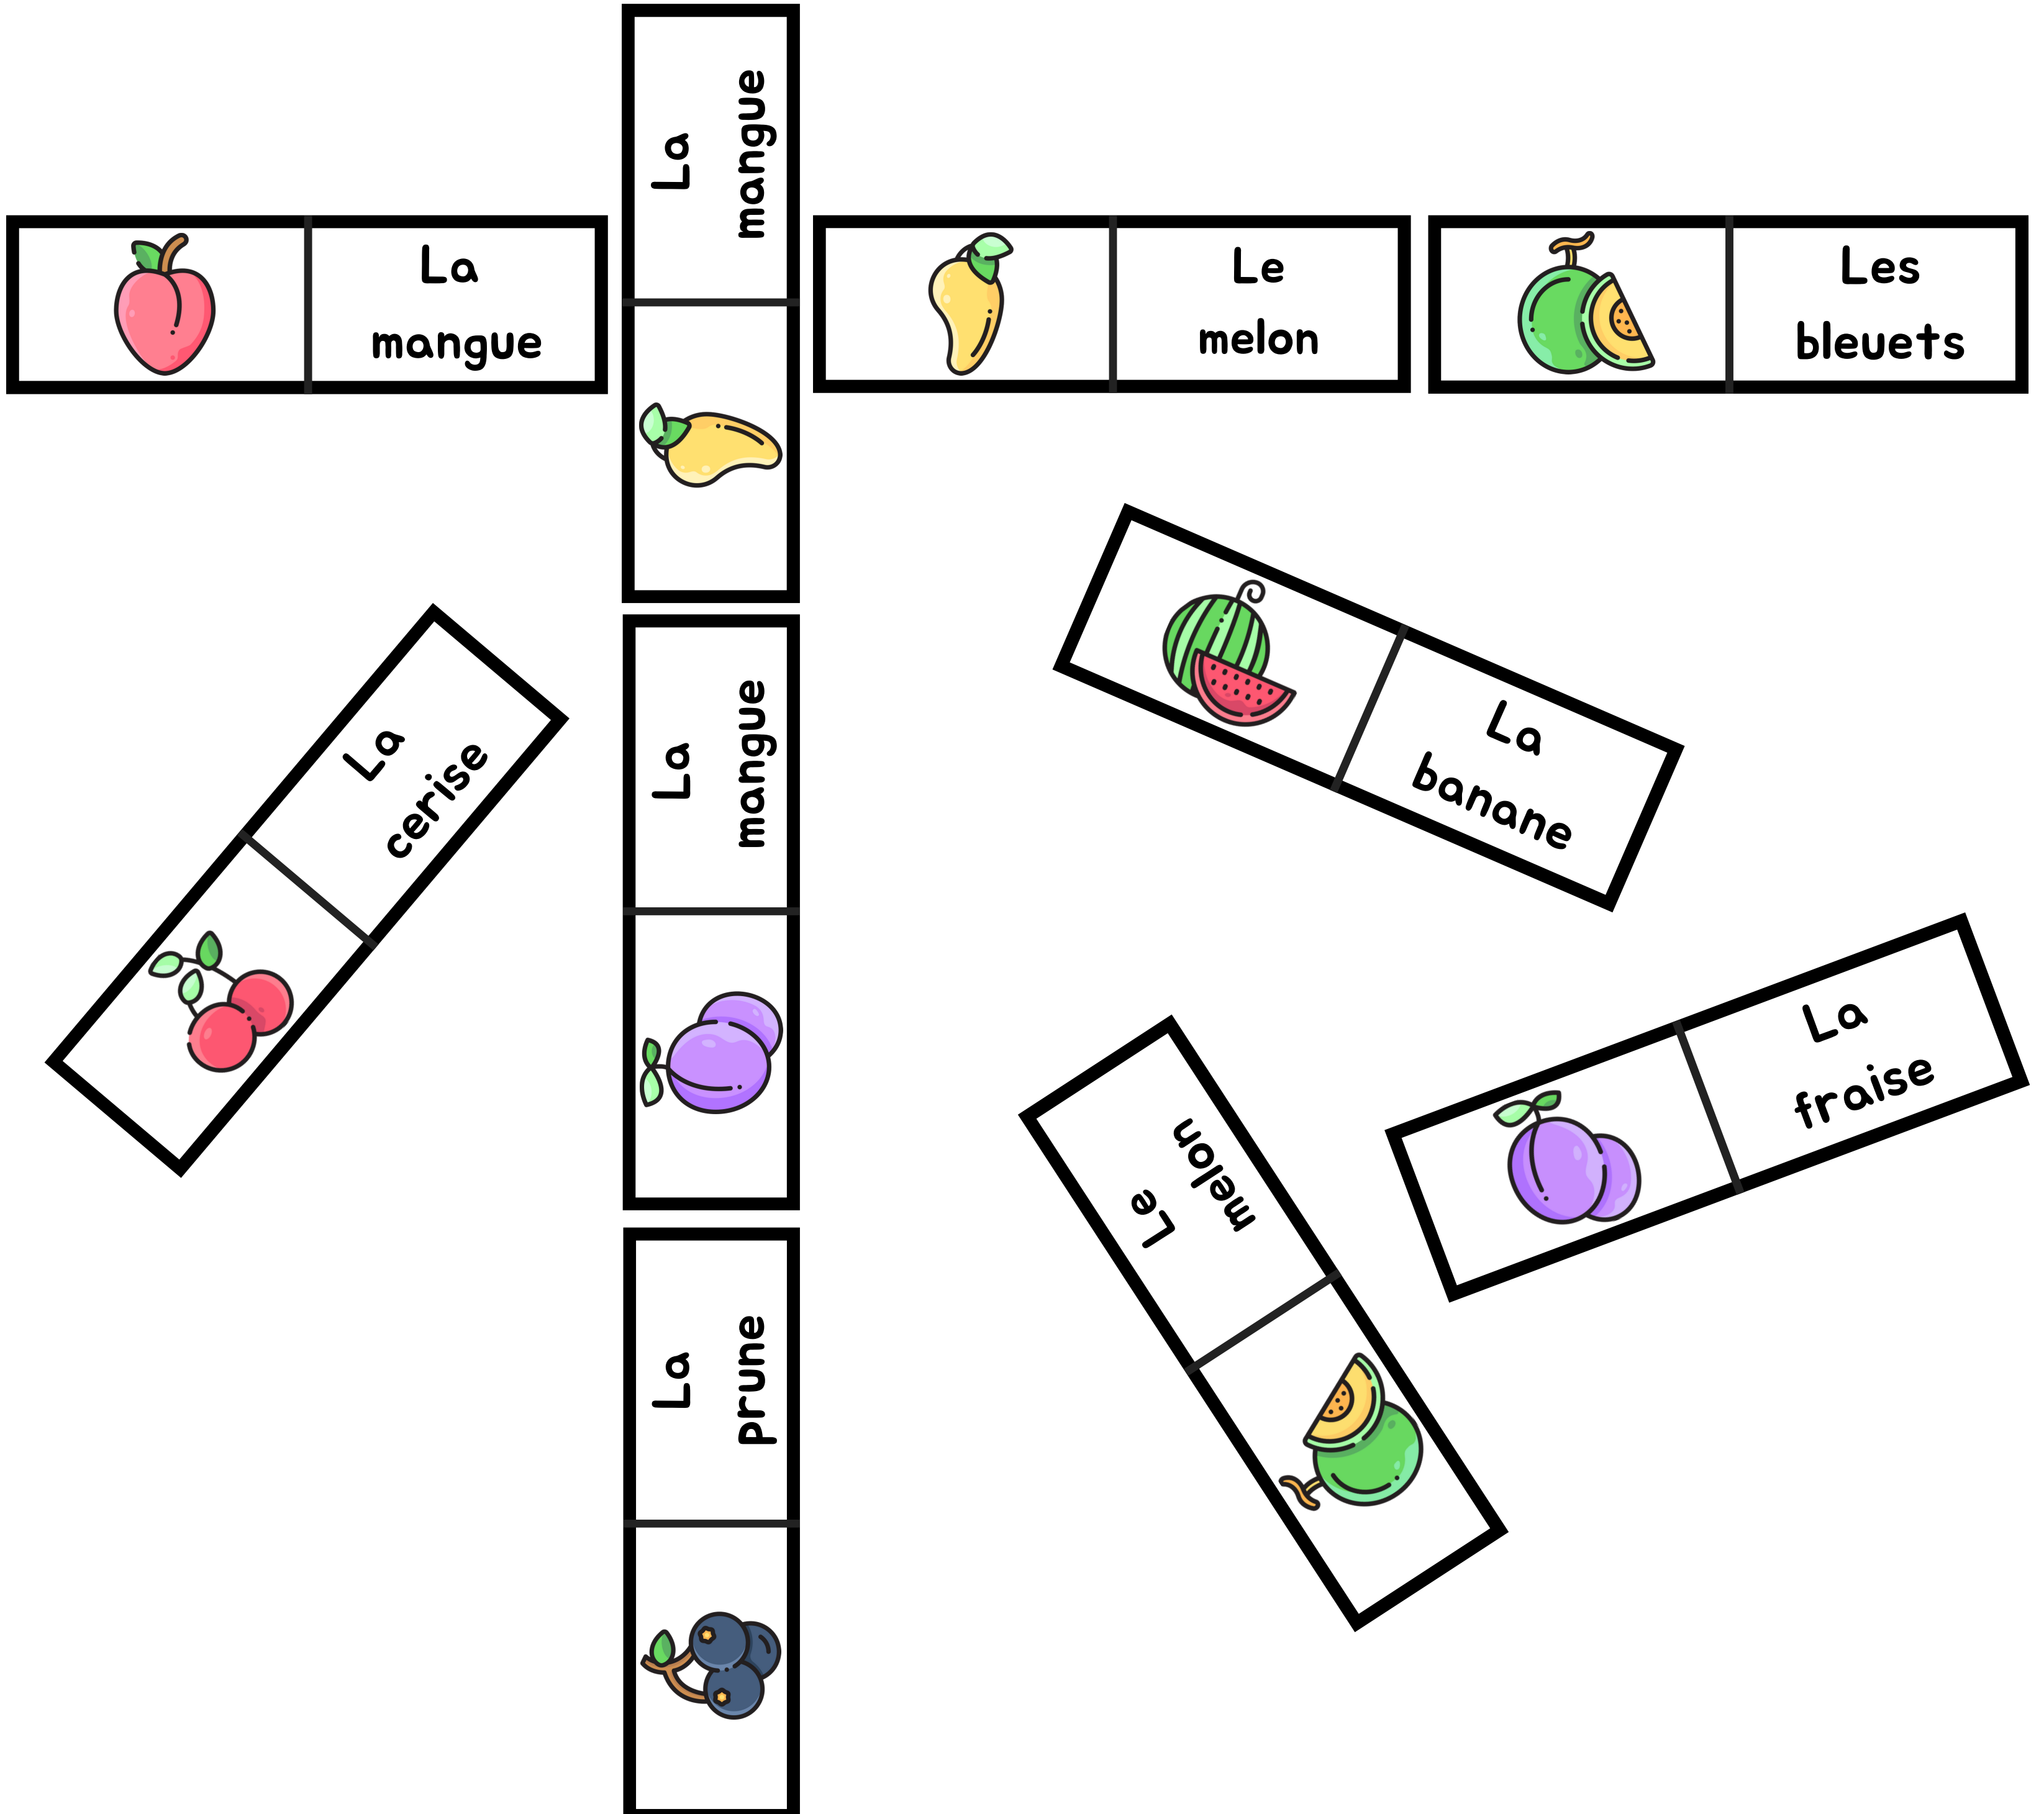 La
mangue
La
mangue
Le
melon
Les
bleuets
La
cerise
La
mangue
La
banane
La
fraise
Le
melon
La
prune